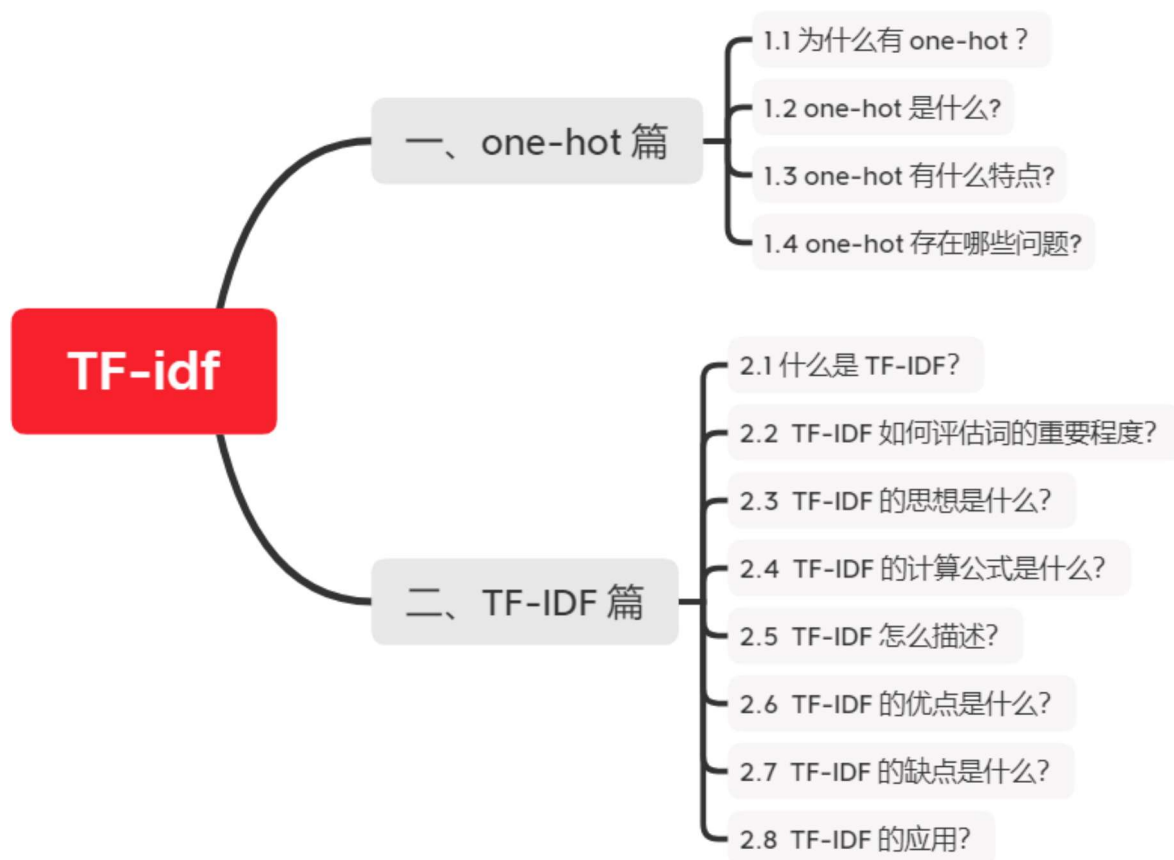 TF-idf
一、one-hot 篇
1.1 为什么有 one-hot ?
1.2 one-hot 是什么?
1.3 one-hot 有什么特点?
1.4 one-hot 存在哪些问题?
二、TF-IDF 篇
2.1 什么是 TF-IDF?
2.2 TF-IDF 如何评估词的重要程度?
2.3 TF-IDF 的思想是什么?
2.4 TF-IDF 的计算公式是什么?
2.5 TF-IDF 怎么描述?
2.6 TF-IDF 的优点是什么?
2.7 TF-IDF 的缺点是什么?
2.8 TF-IDF 的应用?